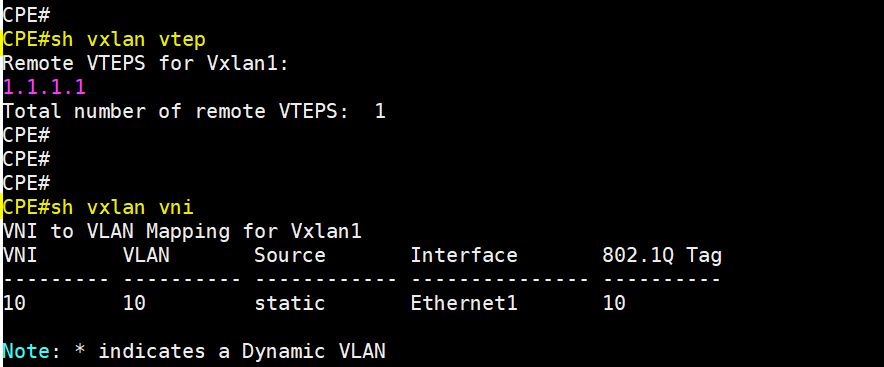 CPE#
CPE#sh vxlan vtep
Remote VTEPS for Vxlan1:
1.1.1.1
Total number of remote VTEPS:  1
CPE#
CPE#
CPE#
CPE#sh vxlan vni
VNI to VLAN Mapping for Vxlan1
VNI       VLAN       Source       Interface       802.1Q Tag
--------- ---------- ------------ --------------- ----------
10        10         static       Ethernet1       10
Note: * indicates a Dynamic VLAN